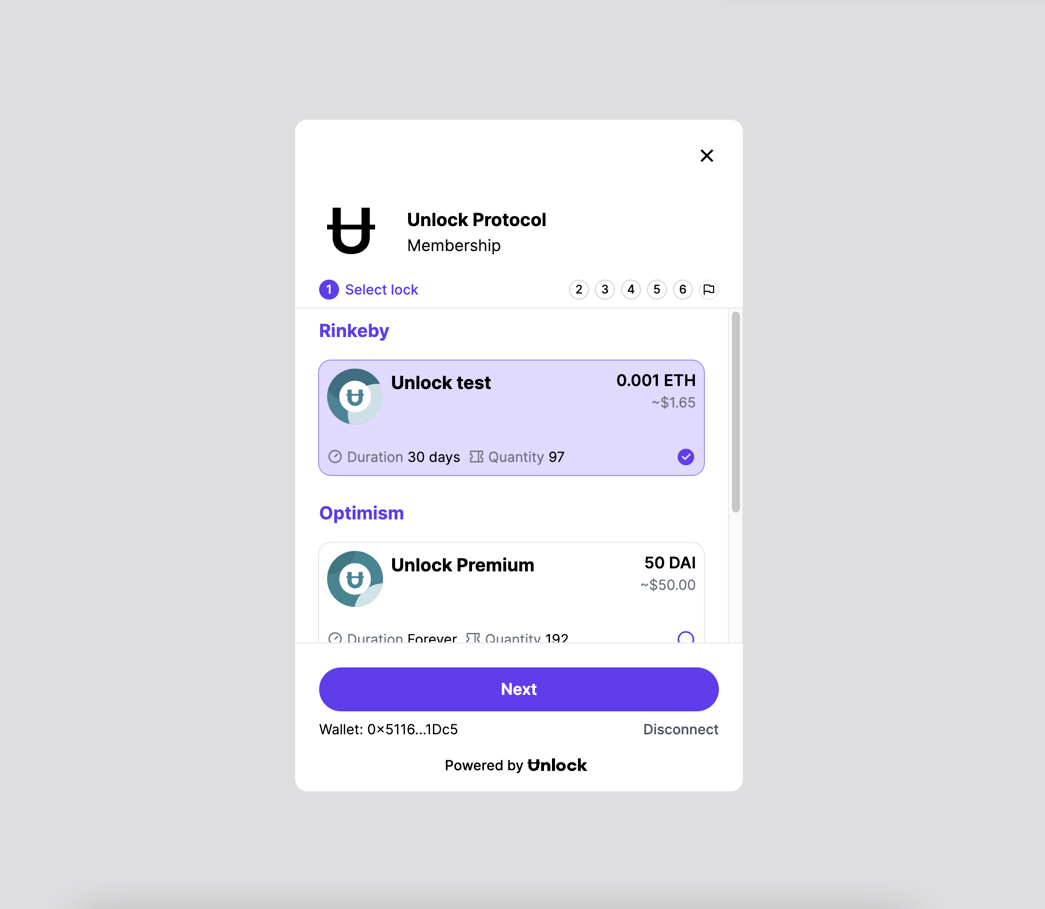 Unlock Protocol
Membership
1 Select lock 2 3 4 5 6
Rinkeby
Unlock test 0.001 ETH
~$1.65
Duration 30 days Quantity 97
Optimism
Unlock Premium 50 DAI
~$50.00
Duration Forever Quantity 192
Next
Wallet: 0x5116...1Dc5 Disconnect
Powered by Unlock